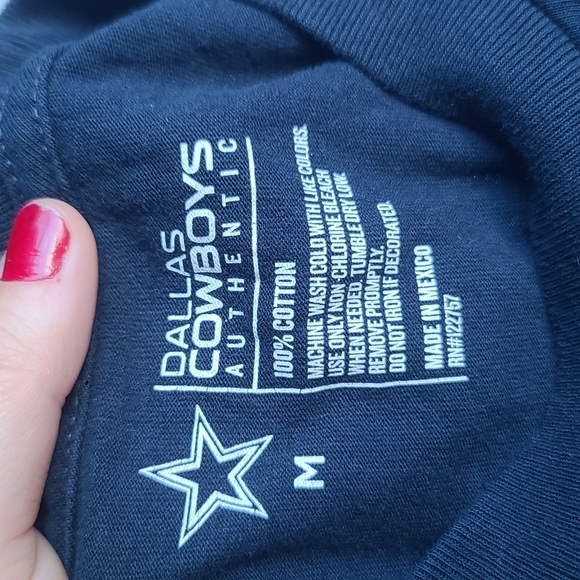 DALLAS
COWBOYS
AUTHENTIC
100% COTTON
MACHINE WASH COLD WITH LIKE COLORS.
USE ONLY NON-CHLORINE BLEACH
WHEN NEEDED. TUMBLE DRY LOW.
REMOVE PROMPTLY.
DO NOT IRON IF DECORATED.
MADE IN MEXICO
RN#122757
M